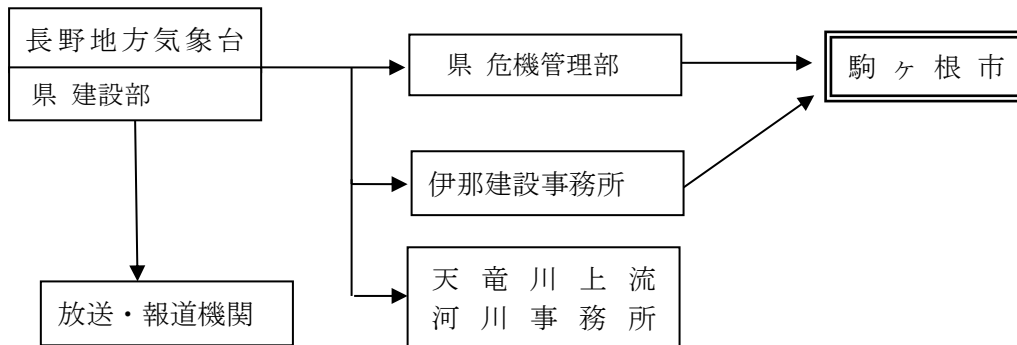 長野地方気象台
県 建設部
県 危機管理部
駒ヶ根市
伊那建設事務所
天竜川上流
河川事務所
放送・報道機関